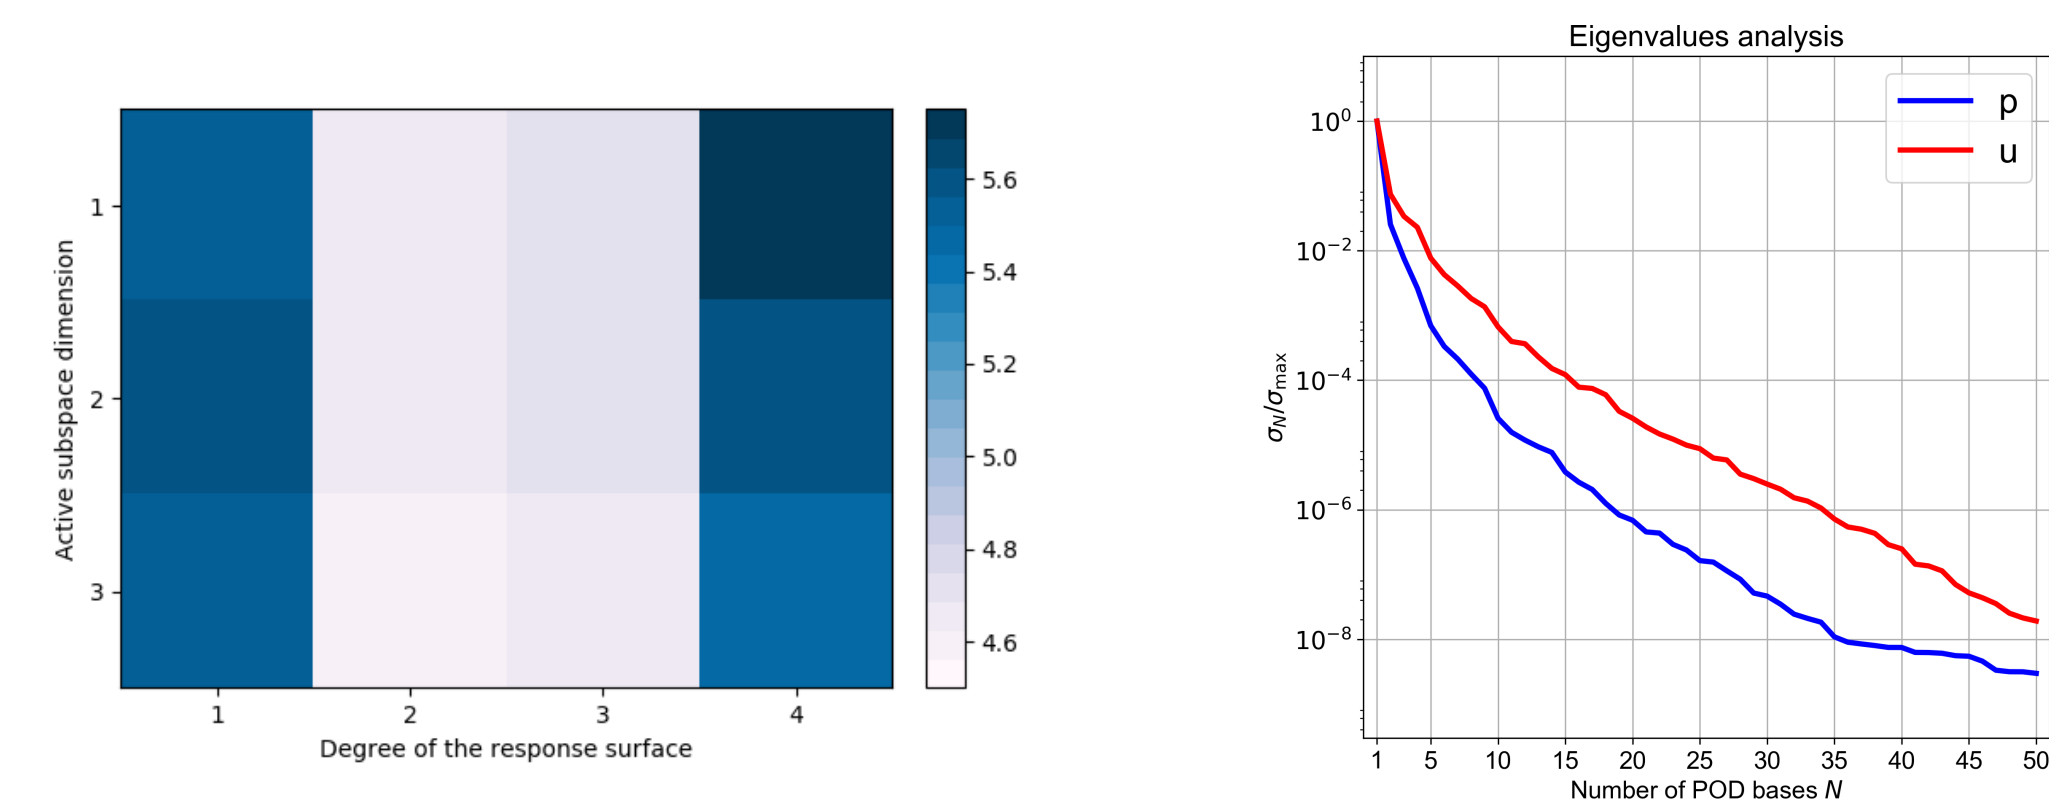 1
2
3
Active subspace dimension
1 2 3 4
Degree of the response surface
5.6
5.4
5.2
5.0
4.8
4.6
Eigenvalues analysis
p
u
10⁰
10⁻²
10⁻⁴
10⁻⁶
10⁻⁸
σ_N/σ_max
1 5 10 15 20 25 30 35 40 45 50
Number of POD bases N